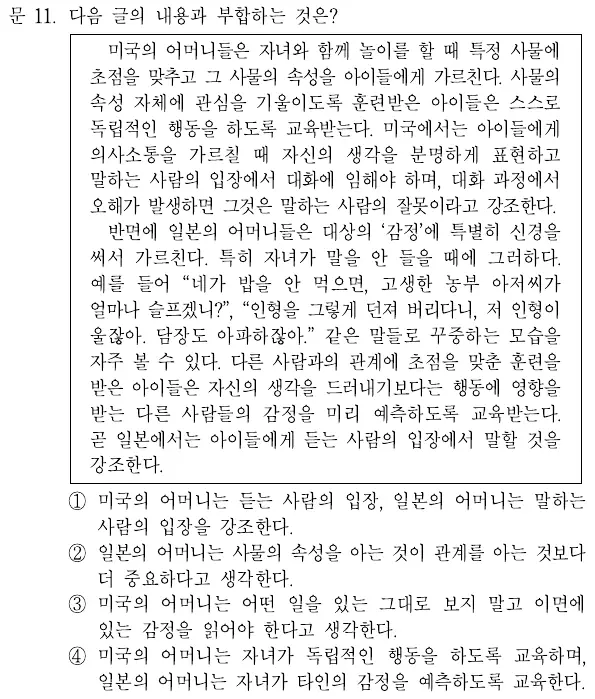 문 11. 다음 글의 내용과 부합하는 것은?
미국의 어머니들은 자녀와 함께 놀이를 할 때 특정 사물에
초점을 맞추고 그 사물의 속성을 아이들에게 가르친다. 사물의
속성 자체에 관심을 기울이도록 훈련받은 아이들은 스스로
독립적인 행동을 하도록 교육받는다. 미국에서는 아이들에게
의사소통을 가르칠 때 자신의 생각을 분명하게 표현하고
말하는 사람의 입장에서 대화에 임해야 하며, 대화 과정에서
오해가 발생하면 그것은 말하는 사람의 잘못이라고 강조한다.
반면에 일본의 어머니들은 대상의 ‘감정’에 특별히 신경을
써서 가르친다. 특히 자녀가 말을 안 들을 때에 그러하다.
예를 들어 “네가 밥을 안 먹으면, 고생한 농부 아저씨가
얼마나 슬프겠니?”, “인형을 그렇게 던져 버리다니, 저 인형이
울잖아. 담장도 아파하잖아.” 같은 말들로 꾸중하는 모습을
자주 볼 수 있다. 다른 사람과의 관계에 초점을 맞춘 훈련을
받은 아이들은 자신의 생각을 드러내기보다는 행동에 영향을
받는 다른 사람들의 감정을 미리 예측하도록 교육받는다.
곧 일본에서는 아이들에게 듣는 사람의 입장에서 말할 것을
강조한다.
① 미국의 어머니는 듣는 사람의 입장, 일본의 어머니는 말하는
사람의 입장을 강조한다.
② 일본의 어머니는 사물의 속성을 아는 것이 관계를 아는 것보다
더 중요하다고 생각한다.
③ 미국의 어머니는 어떤 일을 있는 그대로 보지 말고 이면에
있는 감정을 읽어야 한다고 생각한다.
④ 미국의 어머니는 자녀가 독립적인 행동을 하도록 교육하며,
일본의 어머니는 자녀가 타인의 감정을 예측하도록 교육한다.